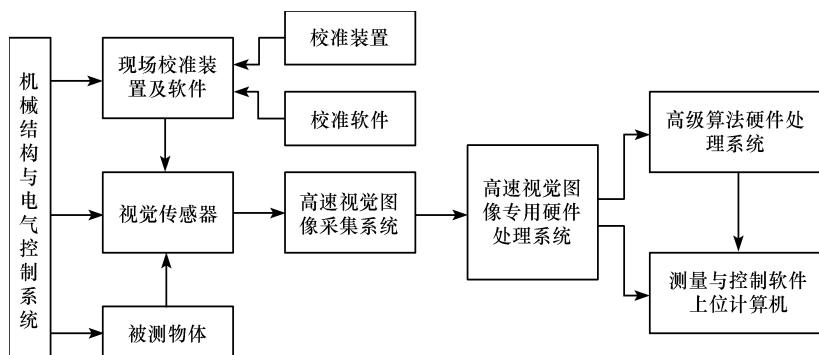 机械结构与电气控制系统
现场校准装
置及软件
校准装置
校准软件
视觉传感器
被测物体
高速视觉图
像采集系统
高速视觉图
像专用硬件
处理系统
高级算法硬件处
理系统
测量与控制软件
上位计算机